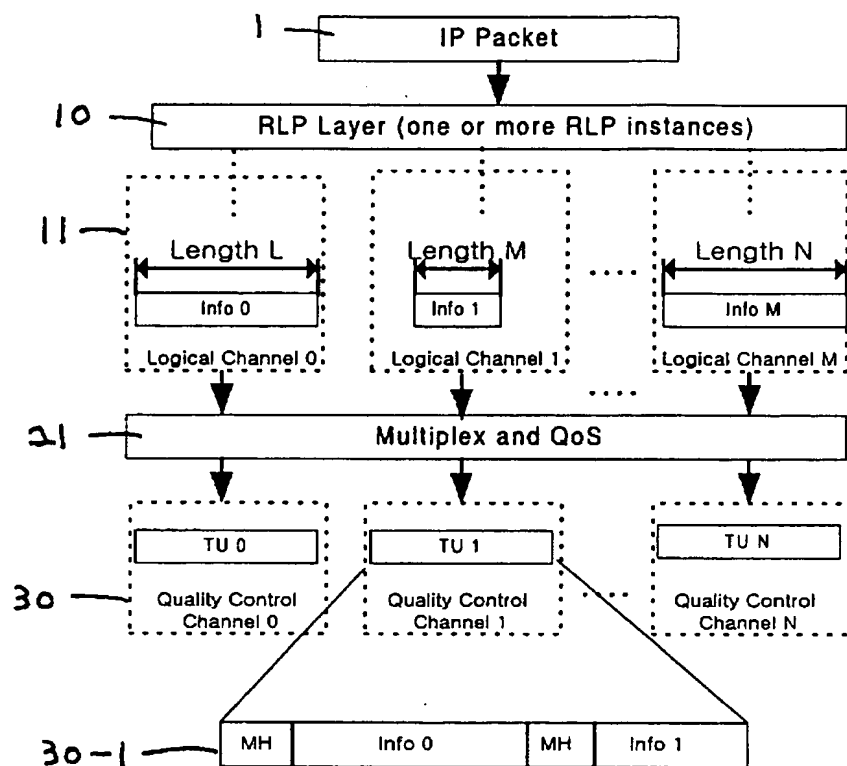 1
IP Packet
10
RLP Layer (one or more RLP instances)
11
Length L
Length M
Length N
Info 0
Info 1
Info M
Logical Channel 0
Logical Channel 1
Logical Channel M
21
Multiplex and QoS
TU 0
TU 1
TU N
30
Quality Control
Channel 0
Quality Control
Channel 1
Quality Control
Channel N
30-1
MH
Info 0
MH
Info 1